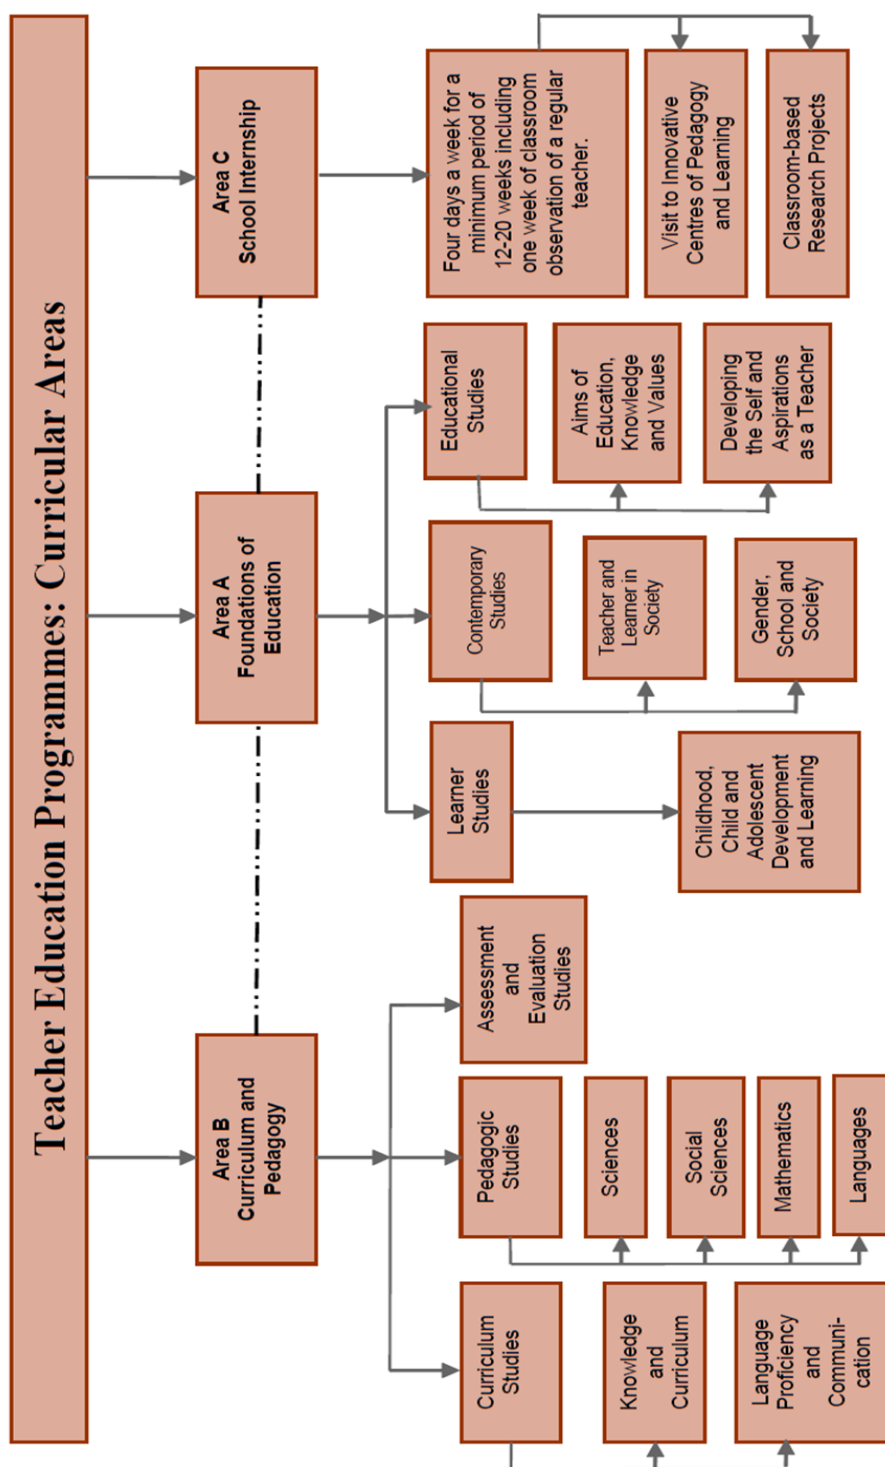 Teacher Education Programmes: Curricular Areas
Area B
Curriculum and
Pedagogy
Area A
Foundations of
Education
Area C
School Internship
Curriculum
Studies
Knowledge
and
Curriculum
Language
Proficiency
and
Communi-
cation
Pedagogic
Studies
Sciences
Social
Sciences
Mathematics
Languages
Assessment
and
Evaluation
Studies
Learner
Studies
Childhood,
Child and
Adolescent
Development
and Learning
Contemporary
Studies
Teacher and
Learner in
Society
Gender,
School and
Society
Educational
Studies
Aims of
Education,
Knowledge
and Values
Developing
the Self and
Aspirations
as a Teacher
Four days a week for a
minimum period of
12-20 weeks including
one week of classroom
observation of a regular
teacher.
Visit to Innovative
Centres of Pedagogy
and Learning
Classroom-based
Research Projects